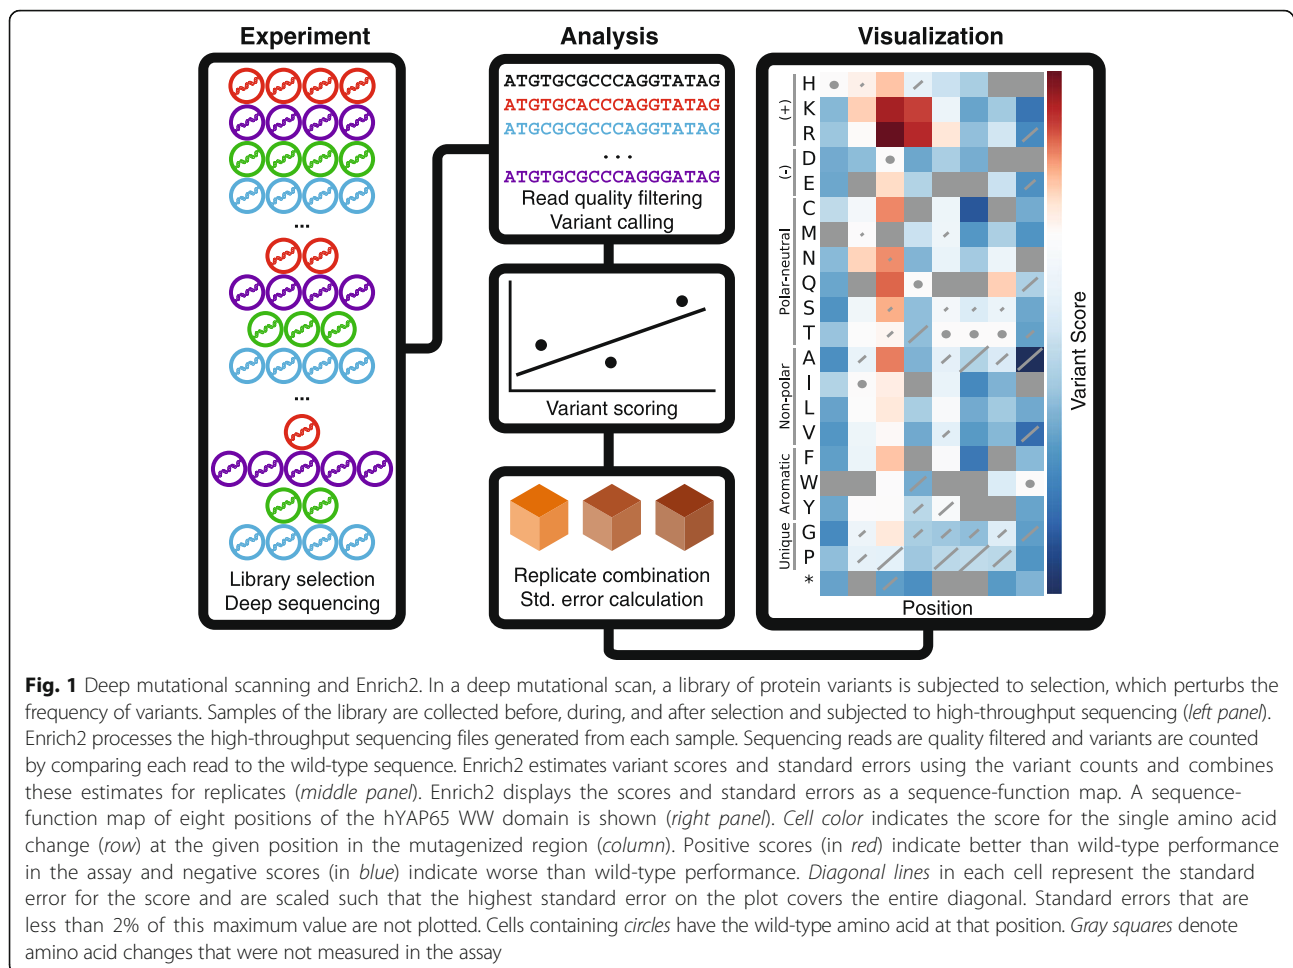 Experiment
Analysis
Visualization
...
...
Library selection
Deep sequencing
ATGTGCGCCCAGGTATAG
ATGTGCACCCAGGTATAG
ATGCGCGCCCAGGTATAG
...
ATGTGCGCCCAGGGATAG
Read quality filtering
Variant calling
Variant scoring
Replicate combination
Std. error calculation
(+)
H
K
R
(-)
D
E
Polar-neutral
C
M
N
Q
S
T
Non-polar
A
I
L
V
Aromatic
F
W
Y
Unique
G
P
*
Position
Variant Score
Fig. 1 Deep mutational scanning and Enrich2. In a deep mutational scan, a library of protein variants is subjected to selection, which perturbs the
frequency of variants. Samples of the library are collected before, during, and after selection and subjected to high-throughput sequencing (left panel).
Enrich2 processes the high-throughput sequencing files generated from each sample. Sequencing reads are quality filtered and variants are counted
by comparing each read to the wild-type sequence. Enrich2 estimates variant scores and standard errors using the variant counts and combines
these estimates for replicates (middle panel). Enrich2 displays the scores and standard errors as a sequence-function map. A sequence-
function map of eight positions of the hYAP65 WW domain is shown (right panel). Cell color indicates the score for the single amino acid
change (row) at the given position in the mutagenized region (column). Positive scores (in red) indicate better than wild-type performance
in the assay and negative scores (in blue) indicate worse than wild-type performance. Diagonal lines in each cell represent the standard
error for the score and are scaled such that the highest standard error on the plot covers the entire diagonal. Standard errors that are
less than 2% of this maximum value are not plotted. Cells containing circles have the wild-type amino acid at that position. Gray squares denote
amino acid changes that were not measured in the assay